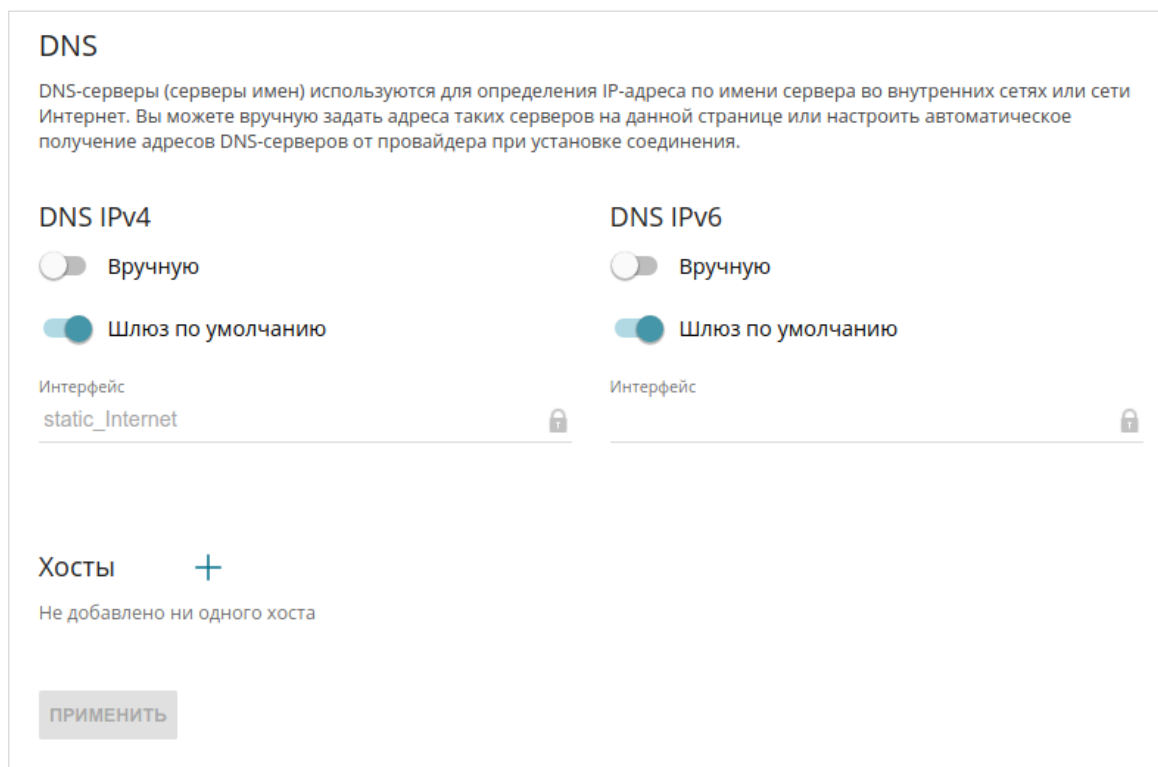 DNS
DNS-серверы (серверы имен) используются для определения IP-адреса по имени сервера во внутренних сетях или сети
Интернет. Вы можете вручную задать адреса таких серверов на данной странице или настроить автоматическое
получение адресов DNS-серверов от провайдера при установке соединения.
DNS IPv4
Вручную
Шлюз по умолчанию
Интерфейс
static_Internet
DNS IPv6
Вручную
Шлюз по умолчанию
Интерфейс
Хосты
Не добавлено ни одного хоста
ПРИМЕНИТЬ